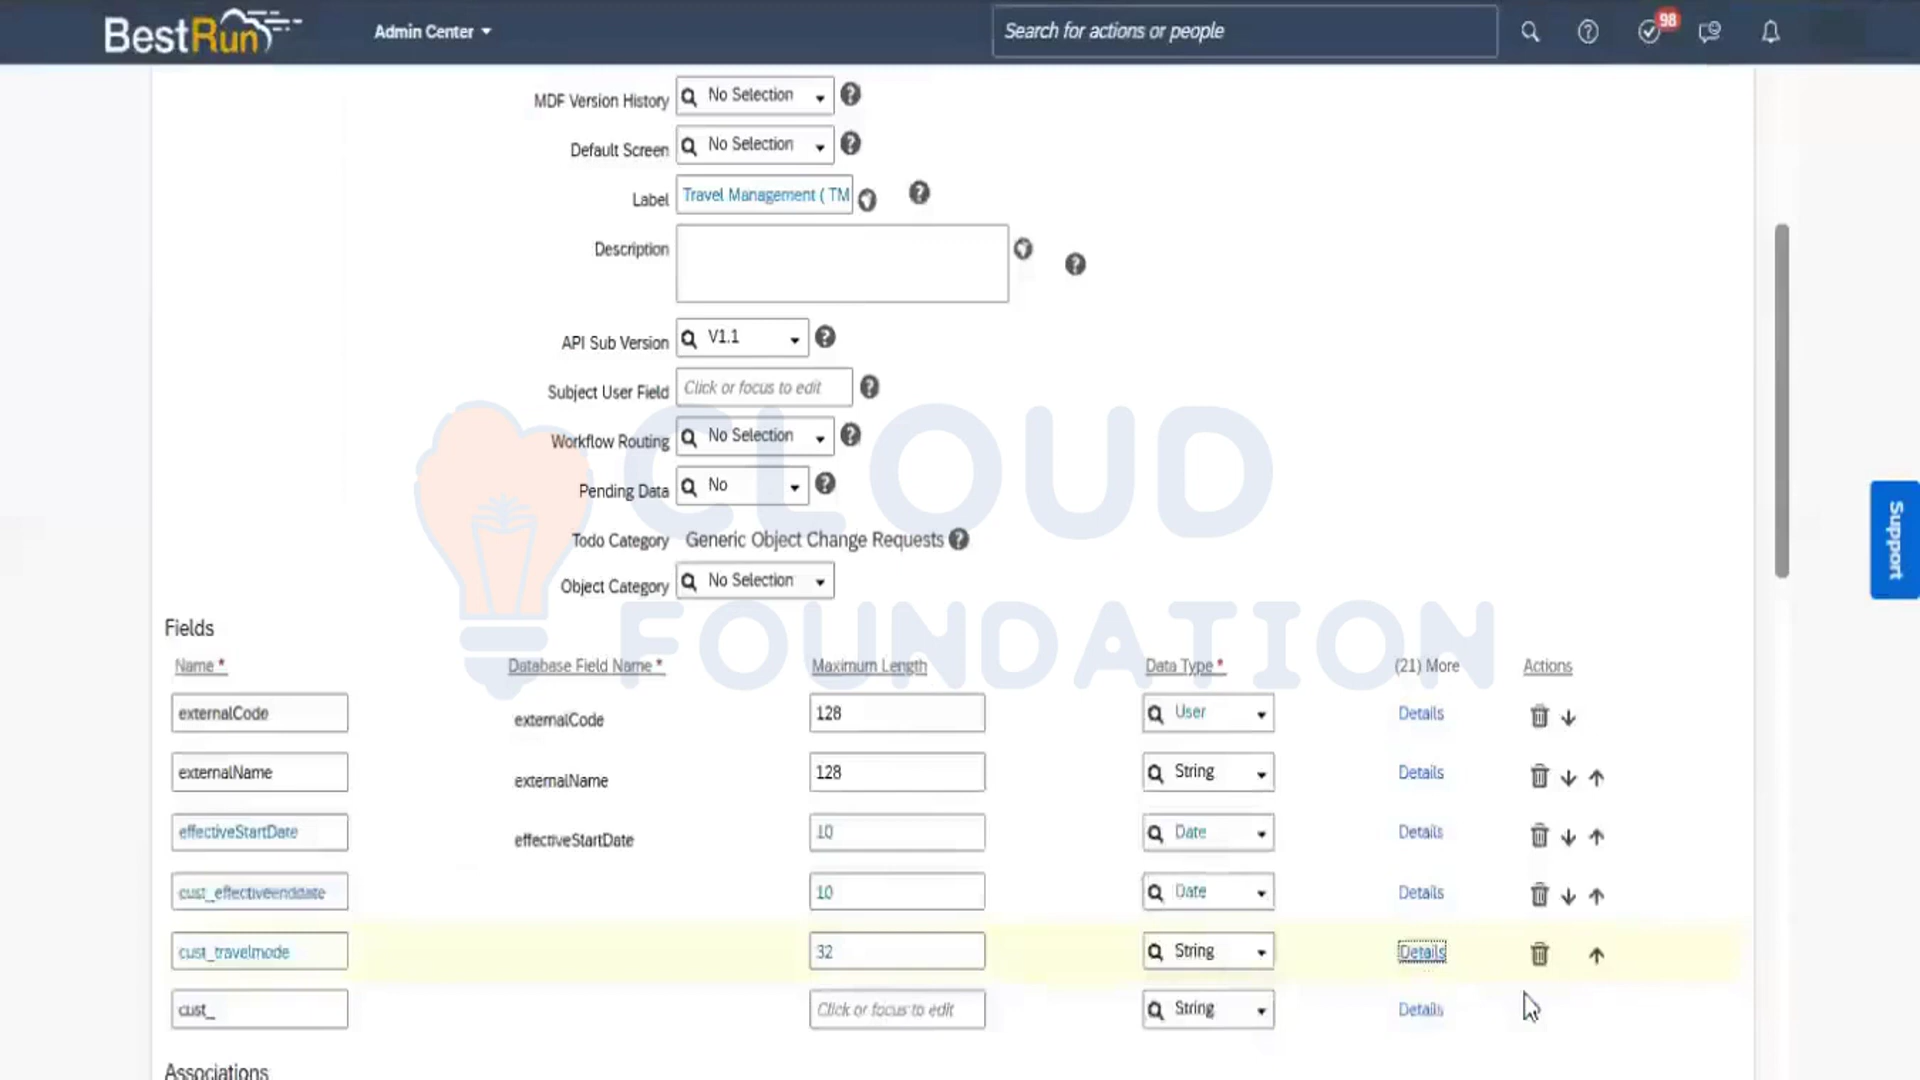 BestRun Admin Center Search for actions or people 98
MDF Version History No Selection
Default Screen No Selection
Label Travel Management ( TM
Description
API Sub Version V1.1
Subject User Field Click or focus to edit
Workflow Routing No Selection
Pending Data No
Todo Category Generic Object Change Requests
Object Category No Selection
CLOUD
FOUNDATION
Support
Fields
Name * Database Field Name * Maximum Length Data Type * (21) More Actions
externalCode externalCode 128 User Details
externalName externalName 128 String Details
effectiveStartDate effectiveStartDate 10 Date Details
cust_effectiveenddate 10 Date Details
cust_travelmode 32 String Details
cust_ Click or focus to edit String Details
Associations